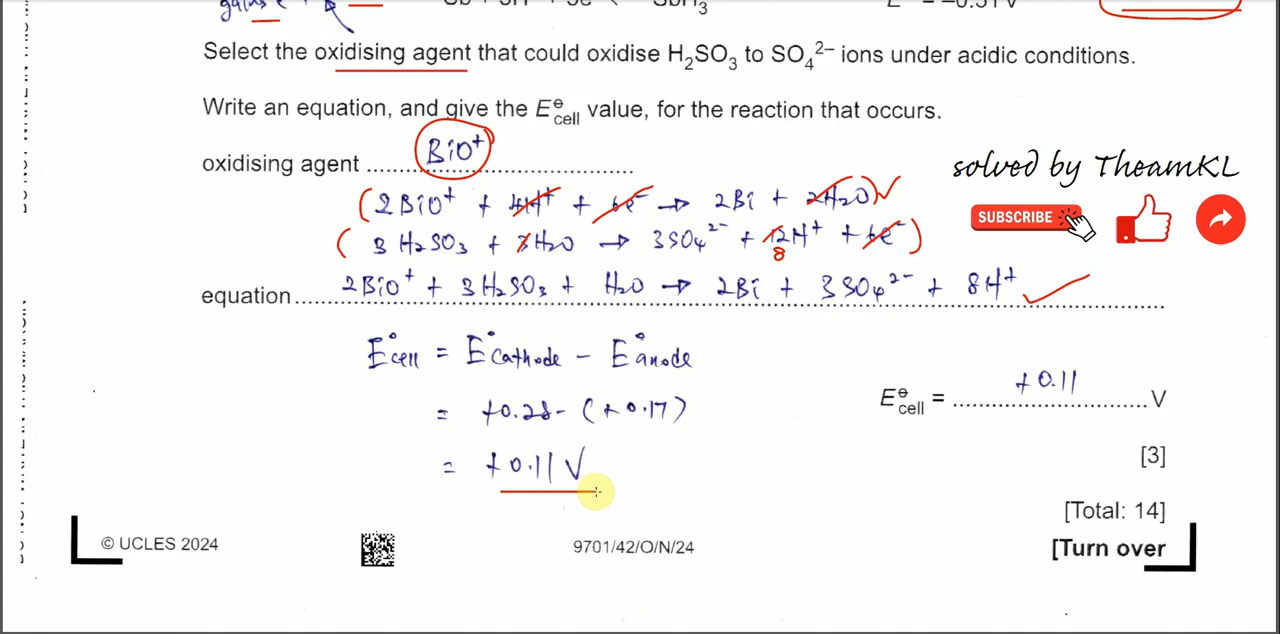 gains e
SbH₃
Select the oxidising agent that could oxidise H₂SO₃ to SO₄²⁻ ions under acidic conditions.
Write an equation, and give the E⦵cell value, for the reaction that occurs.
oxidising agent ........ BiO⁺ ........
solved by TheamKL
(2BiO⁺ + 4H⁺ + 6e⁻ → 2Bi + 2H₂O)
SUBSCRIBE
(3H₂SO₃ + 3H₂O → 3SO₄²⁻ + 12H⁺ + 6e⁻)
8
equation ........ 2BiO⁺ + 3H₂SO₃ + H₂O → 2Bi + 3SO₄²⁻ + 8H⁺ ........
E°cell = E°cathode − E°anode
= +0.28 − (+0.17)
E⦵cell = ........ +0.11 ........ V
= +0.11 V
[3]
[Total: 14]
© UCLES 2024
9701/42/O/N/24
[Turn over